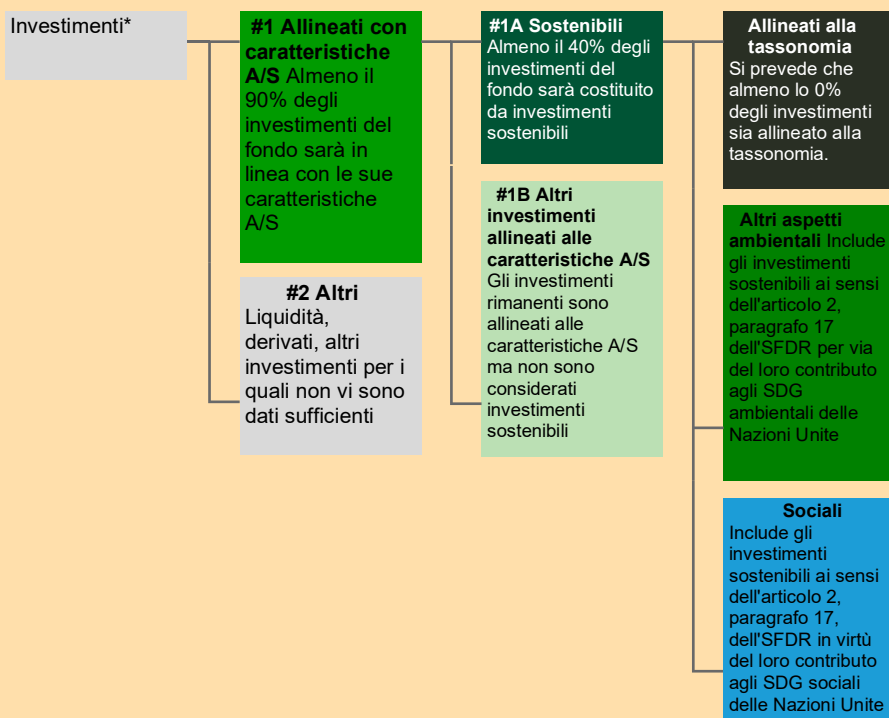 Investimenti*
#1 Allineati con
caratteristiche
A/S Almeno il
90% degli
investimenti del
fondo sarà in
linea con le sue
caratteristiche
A/S
#2 Altri
Liquidità,
derivati, altri
investimenti per i
quali non vi sono
dati sufficienti
#1A Sostenibili
Almeno il 40% degli
investimenti del
fondo sarà costituito
da investimenti
sostenibili
#1B Altri
investimenti
allineati alle
caratteristiche A/S
Gli investimenti
rimanenti sono
allineati alle
caratteristiche A/S
ma non sono
considerati
investimenti
sostenibili
Allineati alla
tassonomia
Si prevede che
almeno lo 0%
degli investimenti
sia allineato alla
tassonomia.
Altri aspetti
ambientali Include
gli investimenti
sostenibili ai sensi
dell'articolo 2,
paragrafo 17
dell'SFDR per via
del loro contributo
agli SDG
ambientali delle
Nazioni Unite
Sociali
Include gli
investimenti
sostenibili ai sensi
dell'articolo 2,
paragrafo 17,
dell'SFDR in virtù
del loro contributo
agli SDG sociali
delle Nazioni Unite